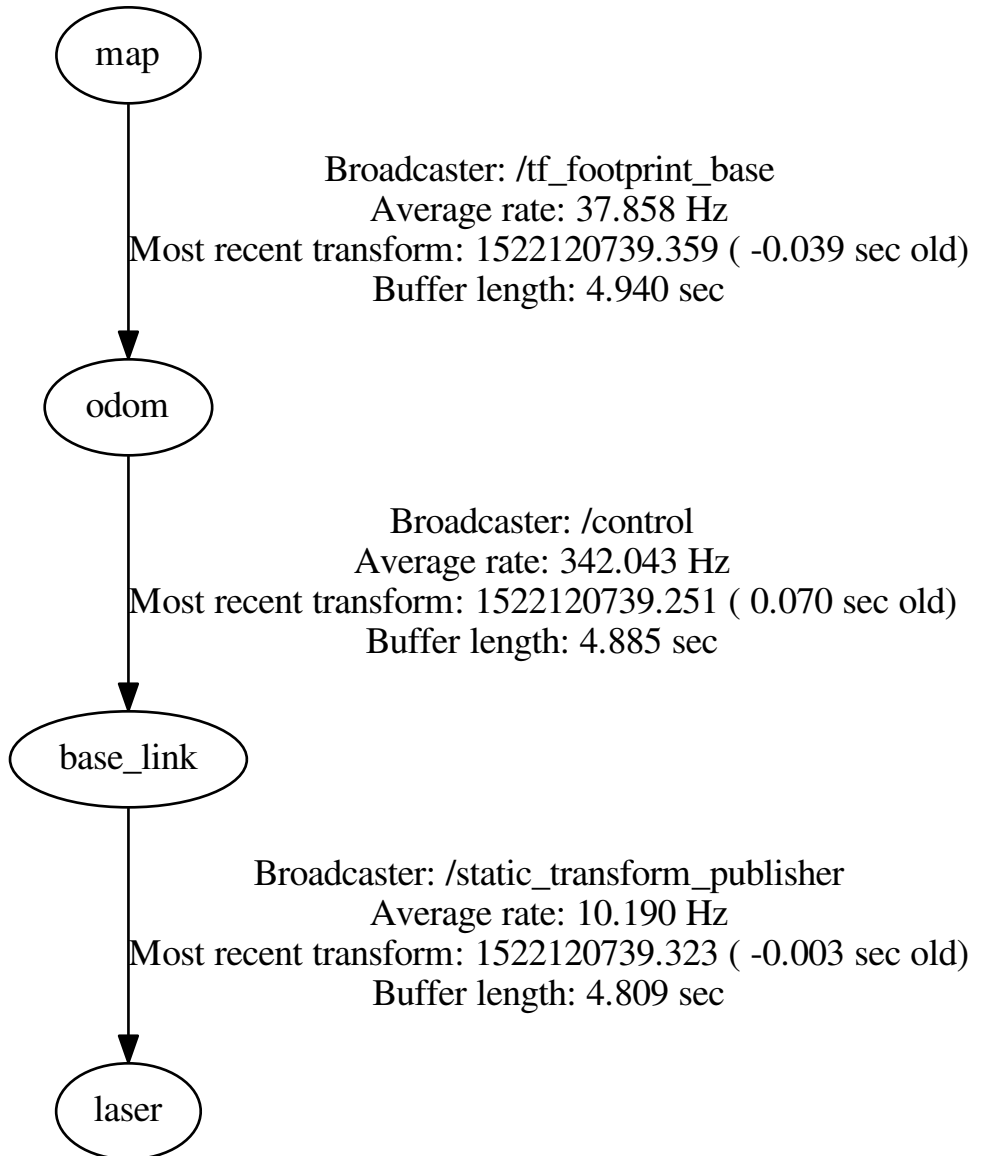 map
Broadcaster: /tf_footprint_base
Average rate: 37.858 Hz
Most recent transform: 1522120739.359 ( -0.039 sec old)
Buffer length: 4.940 sec
odom
Broadcaster: /control
Average rate: 342.043 Hz
Most recent transform: 1522120739.251 ( 0.070 sec old)
Buffer length: 4.885 sec
base_link
Broadcaster: /static_transform_publisher
Average rate: 10.190 Hz
Most recent transform: 1522120739.323 ( -0.003 sec old)
Buffer length: 4.809 sec
laser